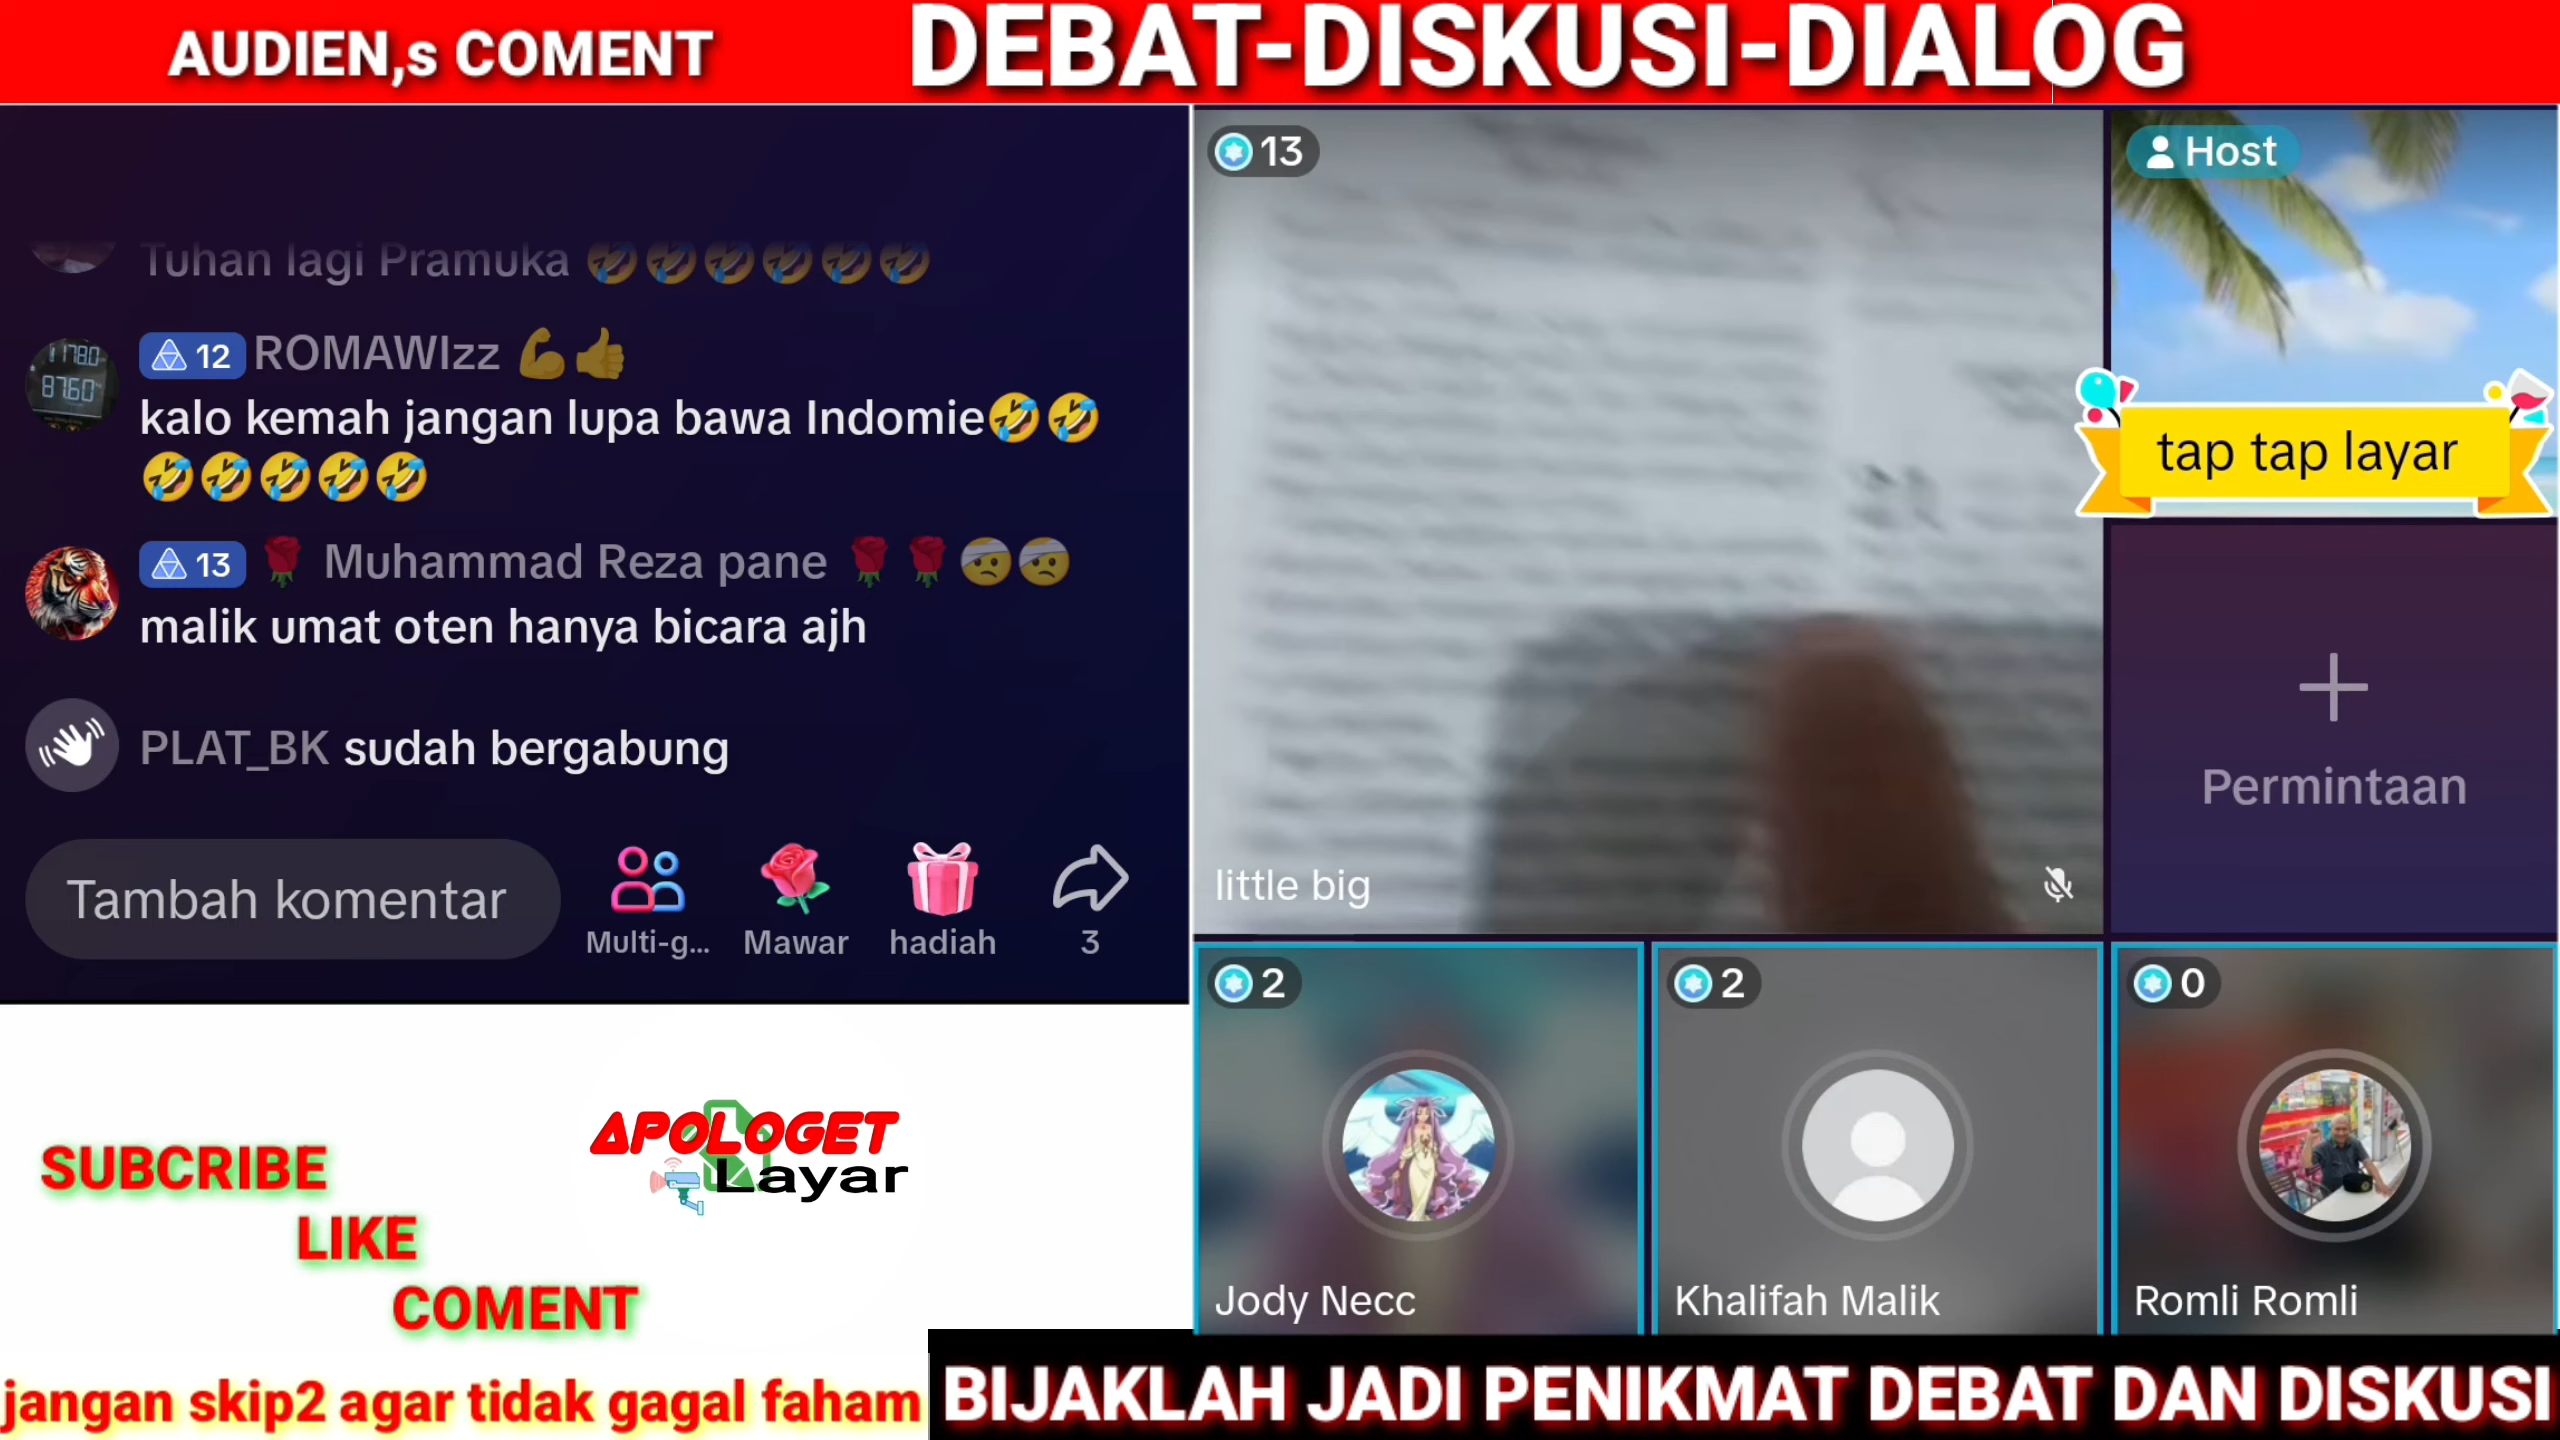 AUDIEN,s COMENT
DEBAT-DISKUSI-DIALOG
Tuhan lagi Pramuka 🤣🤣🤣🤣🤣🤣
12 ROMAWIzz 💪👍
kalo kemah jangan lupa bawa Indomie🤣🤣
🤣🤣🤣🤣🤣
13 🌹 Muhammad Reza pane 🌹🌹🤕🤕
malik umat oten hanya bicara ajh
PLAT_BK sudah bergabung
Tambah komentar
Multi-g...
Mawar
hadiah
3
13
little big
Host
tap tap layar
Permintaan
2
Jody Necc
2
Khalifah Malik
0
Romli Romli
SUBCRIBE
LIKE
COMENT
APOLOGET
Layar
jangan skip2 agar tidak gagal faham
BIJAKLAH JADI PENIKMAT DEBAT DAN DISKUSI